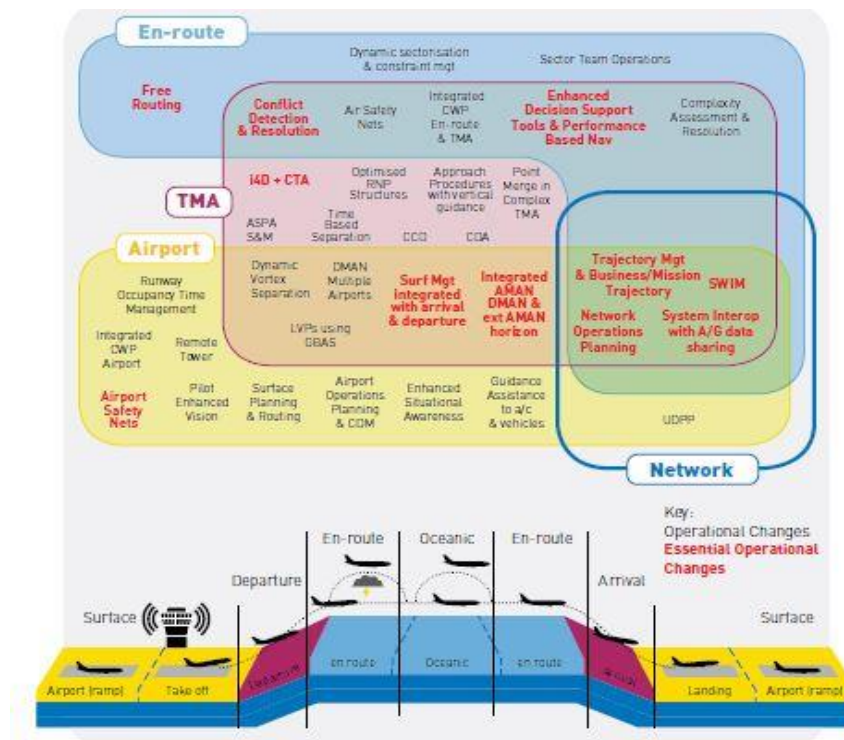 En-route
Dynamic sectorisation
& constraint mgt
Sector Team Operations
Free
Routing
Conflict
Detection
& Resolution
Air Safety
Nets
Integrated
CWP
En-route
& TMA
Enhanced
Decision Support
Tools & Performance
Based Nav
Complexity
Assessment &
Resolution
TMA
i4D + CTA
Optimised
RNP
Structures
Approach
Procedures
with vertical
guidance
Point
Merge in
Complex
TMA
ASPA
S&M
Time
Based
Separation
CCD
CDA
Airport
Runway
Occupancy Time
Management
Dynamic
Vortex
Separation
DMAN
Multiple
Airports
Surf Mgt
integrated
with arrival
& departure
Integrated
AMAN
DMAN &
ext AMAN
horizon
Trajectory Mgt
& Business/Mission
Trajectory
SWIM
Integrated
CWP
Airport
Remote
Tower
LVPs using
GBAS
Network
Operations
Planning
System Interop
with A/G data
sharing
Airport
Safety
Nets
Pilot
Enhanced
Vision
Surface
Planning
& Routing
Airport
Operations
Planning
& CDM
Enhanced
Situational
Awareness
Guidance
Assistance
to a/c
& vehicles
UDPP
Network
Key:
Operational Changes
Essential Operational
Changes
En-route
Oceanic
En-route
Departure
Arrival
Surface
Surface
Airport (ramp)
Take off
en route
Oceanic
en route
Landing
Airport (ramp)